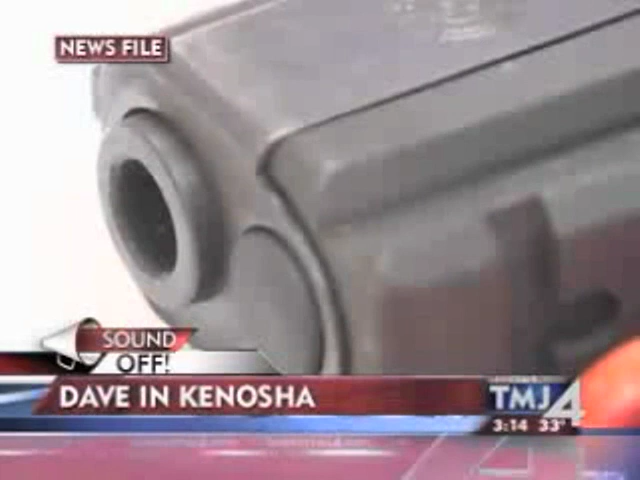 NEWS FILE
SOUND
OFF!
DAVE IN KENOSHA
TMJ4
3:14 33°